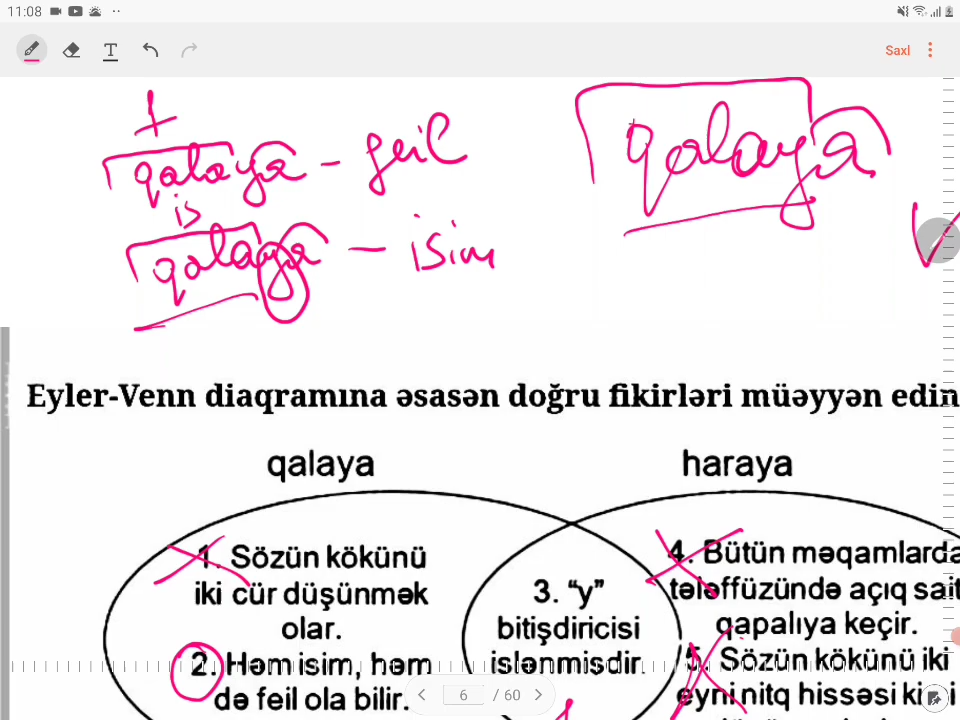 11:08
T
Saxl
1
qalaya - feil
qalaya
is
qalaya - isim
Eyler-Venn diaqramına əsasən doğru fikirləri müəyyən edin
qalaya
haraya
1. Sözün kökünü
iki cür düşünmək
olar.
2. Həm isim, həm
də feil ola bilir.
3. “y”
bitişdiricisi
islənmişdir.
4. Bütün məqamlarda
tələffüzündə açıq sait
qapalıya keçir.
5. Sözün kökünü iki
eyni nitq hissəsi kimi
6 / 60